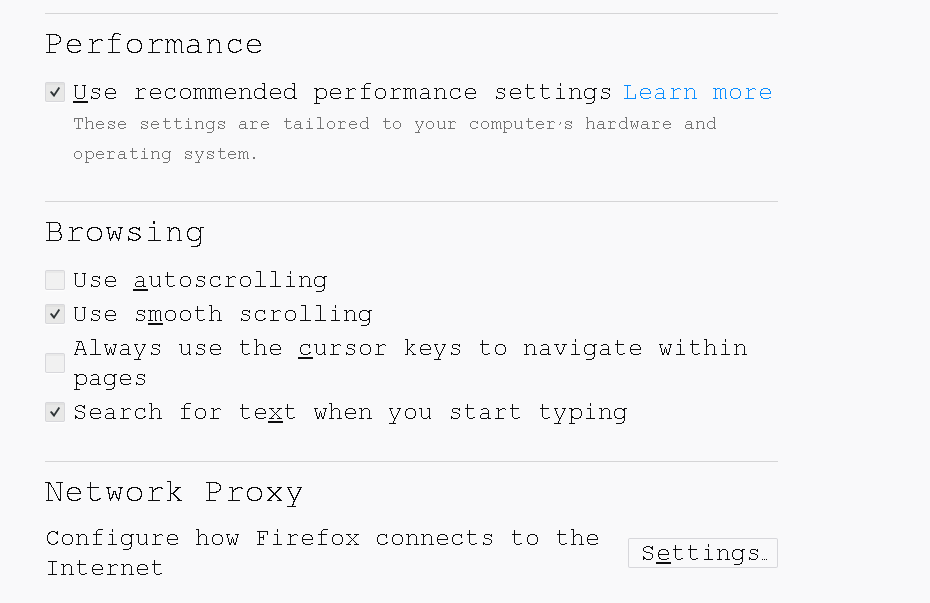 Performance
Use recommended performance settings Learn more
These settings are tailored to your computer's hardware and
operating system.
Browsing
Use autoscrolling
Use smooth scrolling
Always use the cursor keys to navigate within
pages
Search for text when you start typing
Network Proxy
Configure how Firefox connects to the
Internet
Settings…